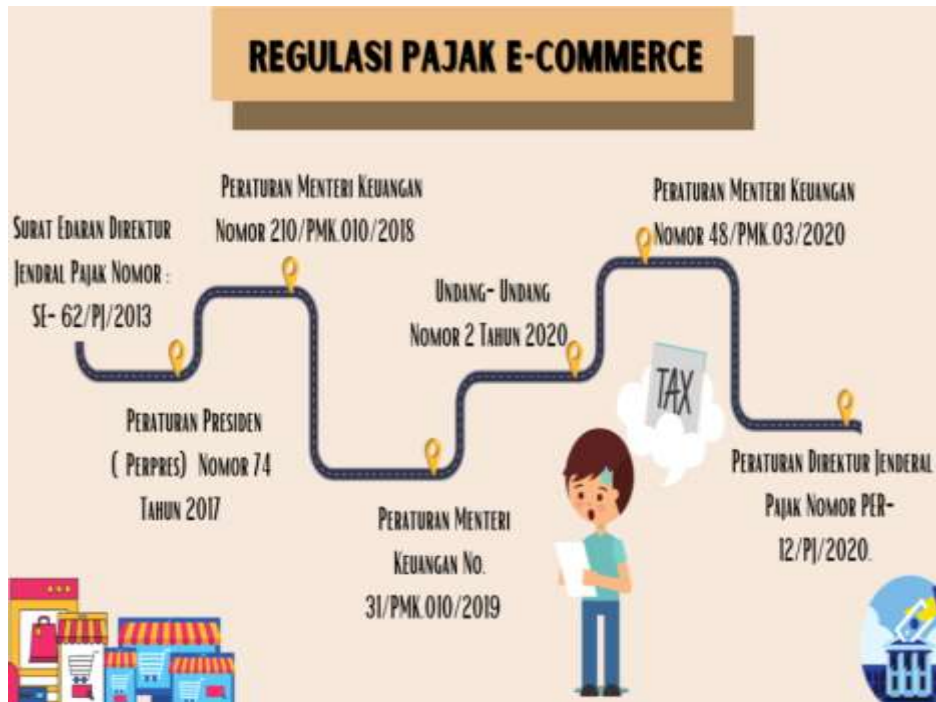 REGULASI PAJAK E-COMMERCE
SURAT EDARAN DIREKTUR
JENDRAL PAJAK NOMOR :
SE- 62/PJ/2013
PERATURAN PRESIDEN
( PERPRES) NOMOR 74
TAHUN 2017
PERATURAN MENTERI KEUANGAN
NOMOR 210/PMK.010/2018
PERATURAN MENTERI
KEUANGAN NO.
31/PMK.010/2019
UNDANG- UNDANG
NOMOR 2 TAHUN 2020
PERATURAN MENTERI KEUANGAN
NOMOR 48/PMK.03/2020
TAX
PERATURAN DIREKTUR JENDERAL
PAJAK NOMOR PER-
12/PJ/2020.